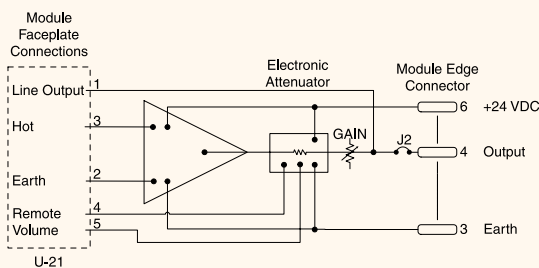 Module
Faceplate
Connections
Electronic
Attenuator
Module Edge
Connector
Line Output 1
6 +24 VDC
Hot 3
GAIN
J2
4 Output
Earth 2
Remote
Volume
4
5
3 Earth
U-21